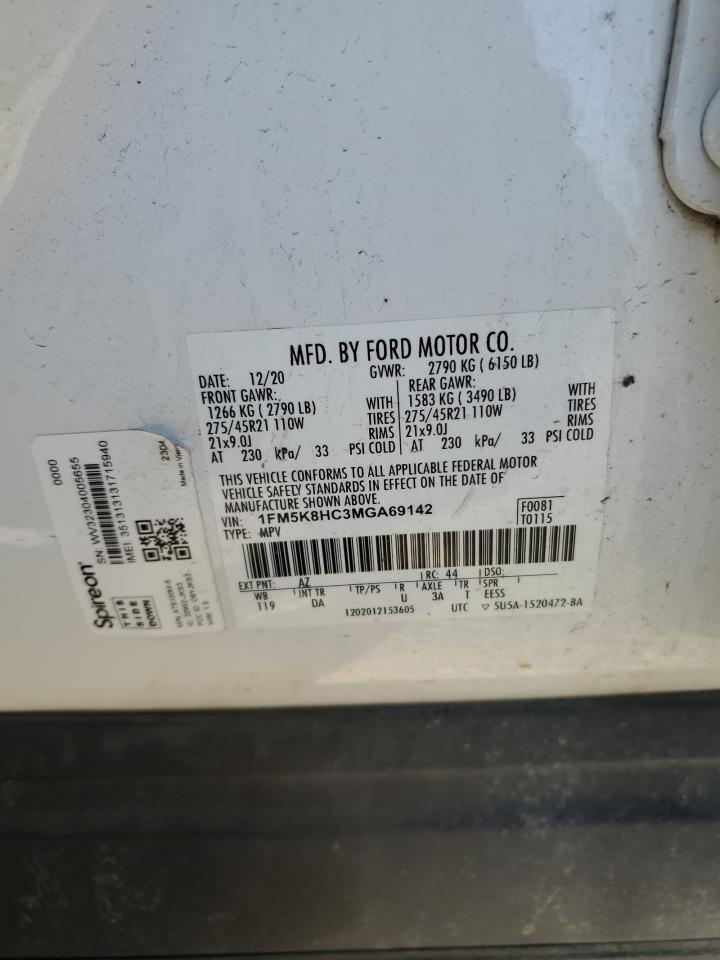 MFD. BY FORD MOTOR CO.
DATE: 12/20 GVWR: 2790 KG ( 6150 LB)
FRONT GAWR: REAR GAWR:
1266 KG ( 2790 LB) WITH 1583 KG ( 3490 LB) WITH
275/45R21 110W TIRES 275/45R21 110W TIRES
21x9.0J RIMS 21x9.0J RIMS
AT 230 kPa/ 33 PSI COLD AT 230 kPa/ 33 PSI COLD
THIS VEHICLE CONFORMS TO ALL APPLICABLE FEDERAL MOTOR
VEHICLE SAFETY STANDARDS IN EFFECT ON THE DATE OF
MANUFACTURE SHOWN ABOVE.
VIN: 1FM5K8HC3MGA69142 F0081
TYPE: MPV T0115
EXT PNT: AZ RC: 44 DSO:
WB INT TR TP/PS R AXLE TR SPR
119 DA U 3A T EESS
1202012153605 UTC ▽ 5U5A-1520472-BA
Spireon
THIS
SIDE
DOWN
0000
SN: WV32304005655
IMEI: 351313131715940
2304